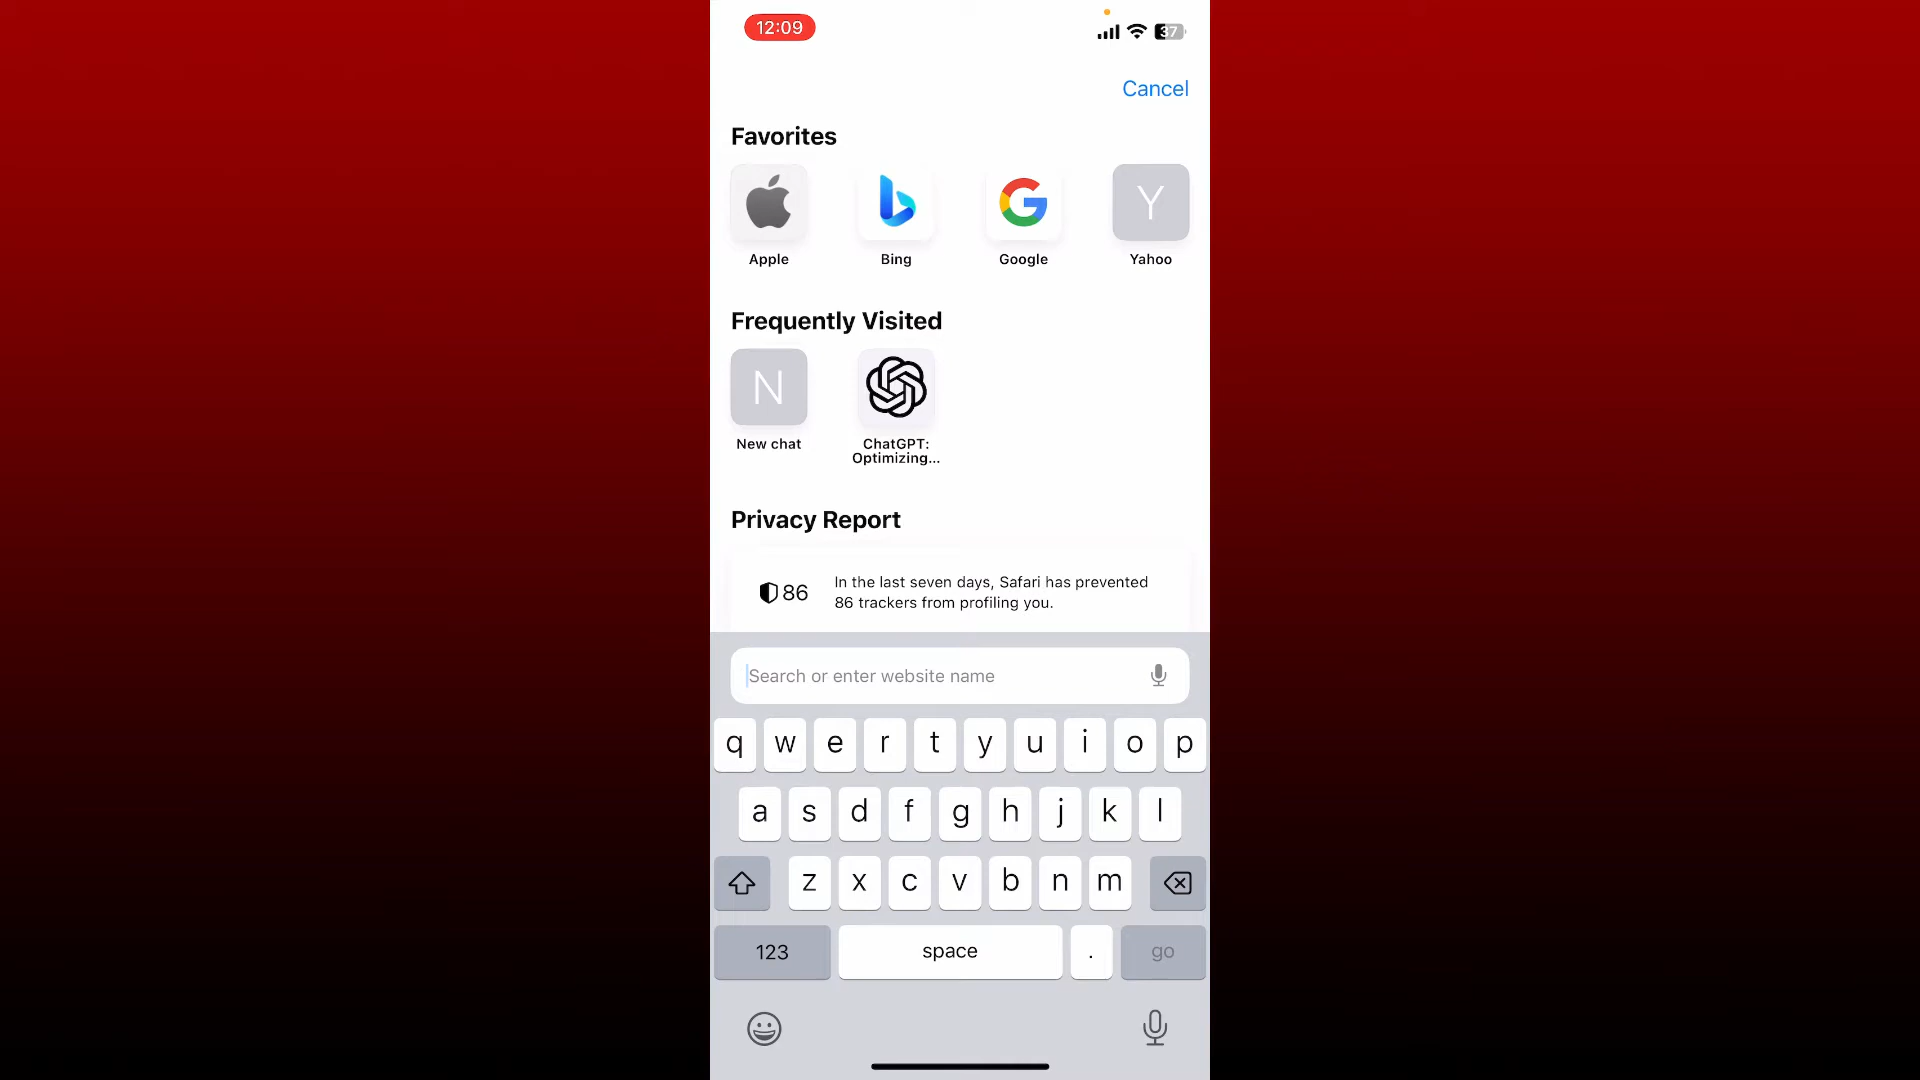 12:09
37
Cancel
Favorites
Y
Apple
Bing
Google
Yahoo
Frequently Visited
N
New chat
ChatGPT:
Optimizing...
Privacy Report
86
In the last seven days, Safari has prevented
86 trackers from profiling you.
Search or enter website name
q w e r t y u i o p
a s d f g h j k l
z x c v b n m
123 space . go